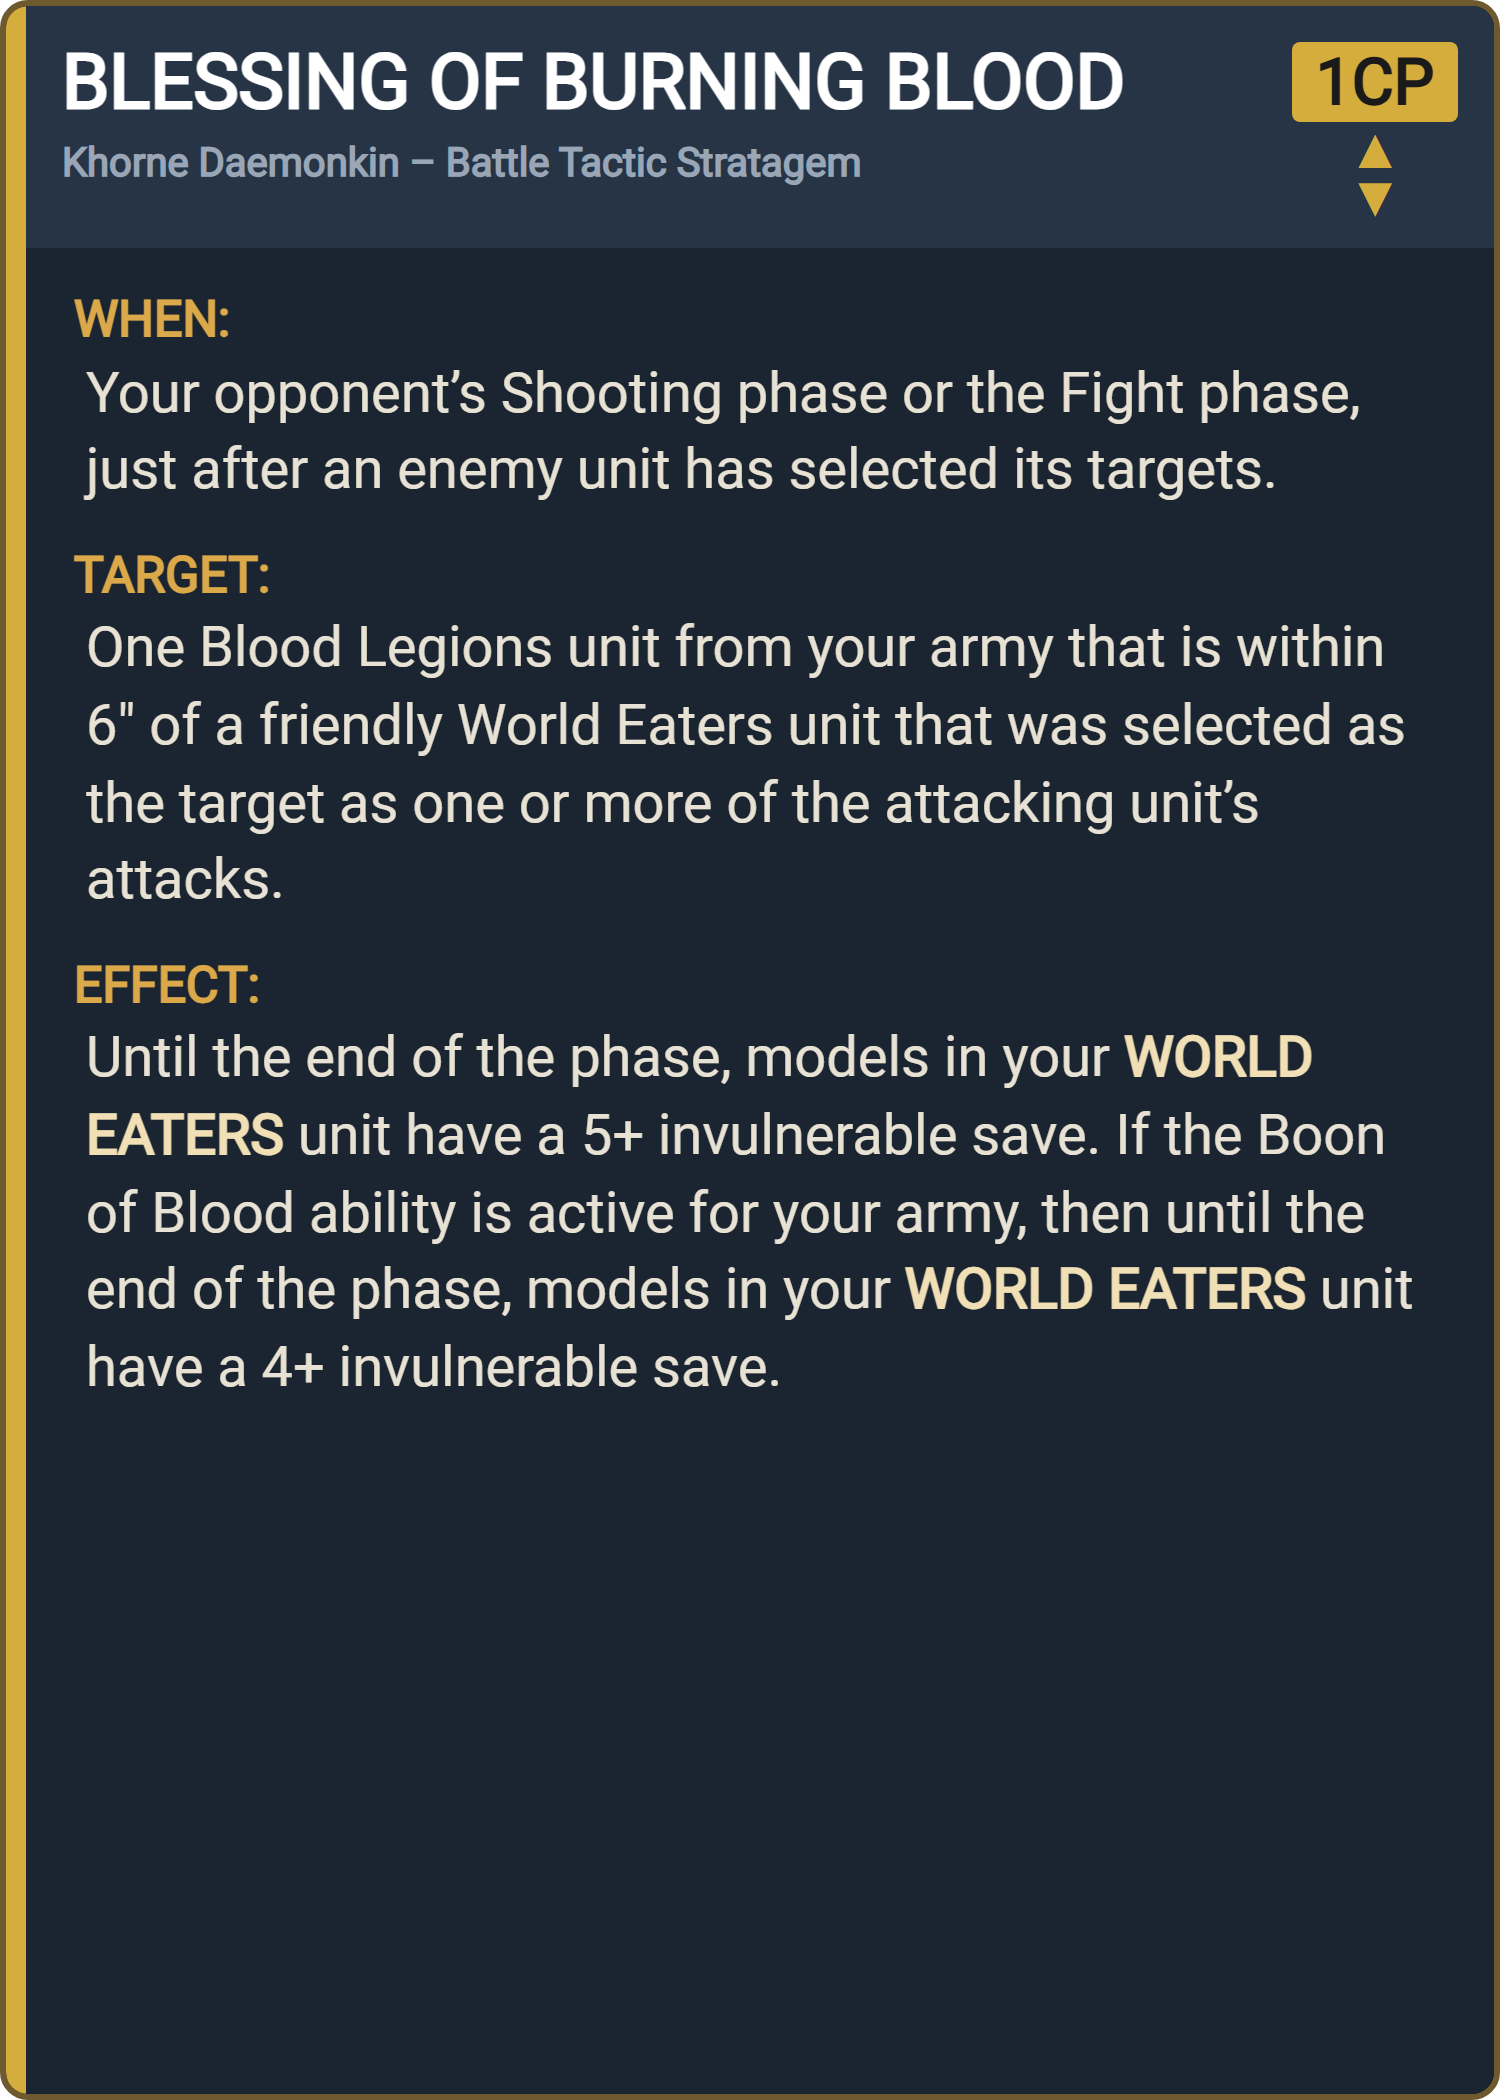 BLESSING OF BURNING BLOOD
1CP
Khorne Daemonkin – Battle Tactic Stratagem
▲
▼
WHEN:
Your opponent’s Shooting phase or the Fight phase,
just after an enemy unit has selected its targets.
TARGET:
One Blood Legions unit from your army that is within
6" of a friendly World Eaters unit that was selected as
the target as one or more of the attacking unit’s
attacks.
EFFECT:
Until the end of the phase, models in your WORLD
EATERS unit have a 5+ invulnerable save. If the Boon
of Blood ability is active for your army, then until the
end of the phase, models in your WORLD EATERS unit
have a 4+ invulnerable save.